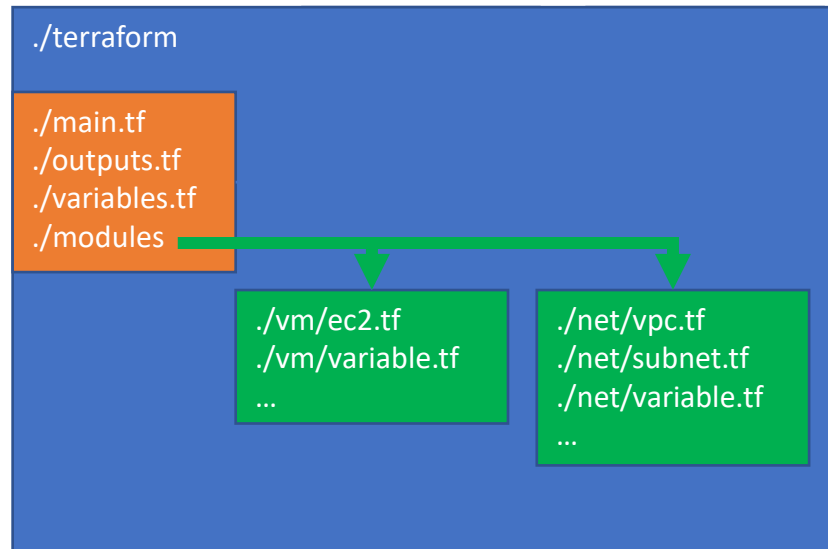 ./terraform
./main.tf
./outputs.tf
./variables.tf
./modules
./vm/ec2.tf
./vm/variable.tf
...
./net/vpc.tf
./net/subnet.tf
./net/variable.tf
...